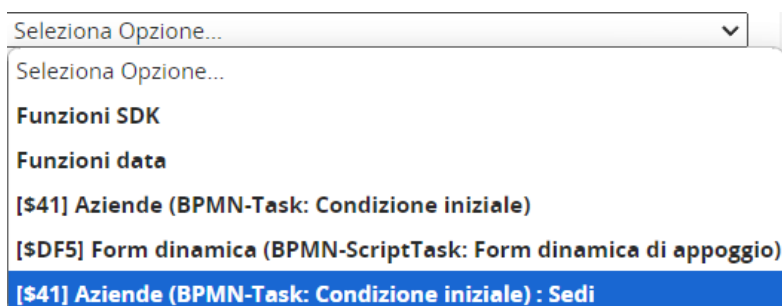 Seleziona Opzione...
Seleziona Opzione...
Funzioni SDK
Funzioni data
[$41] Aziende (BPMN-Task: Condizione iniziale)
[$DF5] Form dinamica (BPMN-ScriptTask: Form dinamica di appoggio)
[$41] Aziende (BPMN-Task: Condizione iniziale) : Sedi